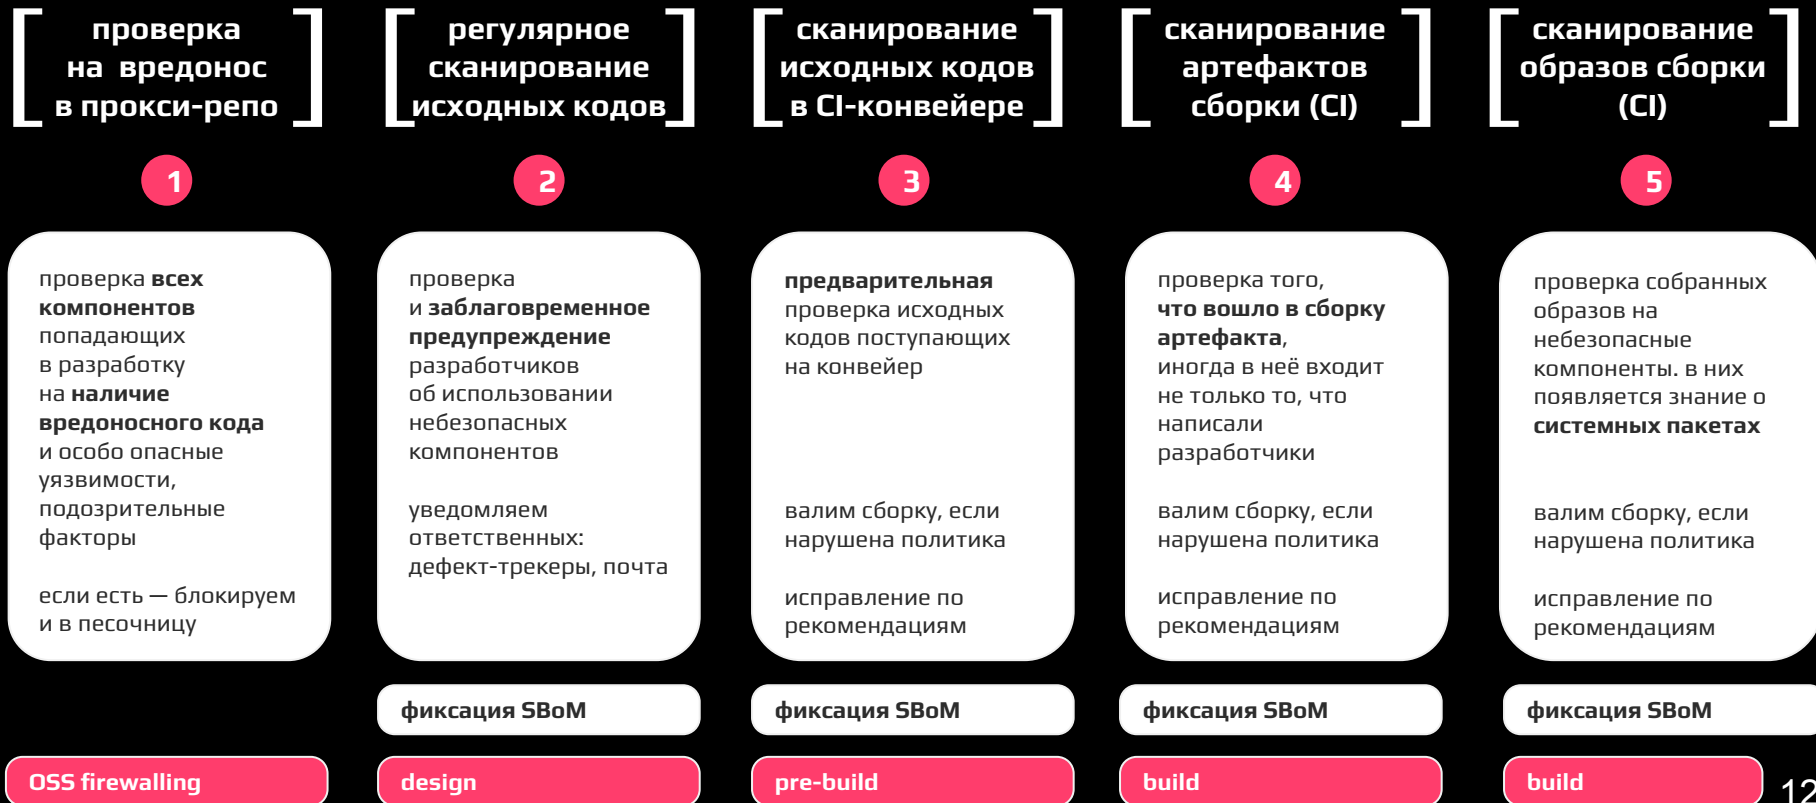 проверка
на вредонос
в прокси-репо
регулярное
сканирование
исходных кодов
сканирование
исходных кодов
в CI-конвейере
сканирование
артефактов
сборки (CI)
сканирование
образов сборки
(CI)
1
2
3
4
5
проверка всех
компонентов
попадающих
в разработку
на наличие
вредоносного кода
и особо опасные
уязвимости,
подозрительные
факторы
если есть — блокируем
и в песочницу
проверка
и заблаговременное
предупреждение
разработчиков
об использовании
небезопасных
компонентов
уведомляем
ответственных:
дефект-трекеры, почта
предварительная
проверка исходных
кодов поступающих
на конвейер
валим сборку, если
нарушена политика
исправление по
рекомендациям
проверка того,
что вошло в сборку
артефакта,
иногда в неё входит
не только то, что
написали
разработчики
валим сборку, если
нарушена политика
исправление по
рекомендациям
проверка собранных
образов на
небезопасные
компоненты. в них
появляется знание о
системных пакетах
валим сборку, если
нарушена политика
исправление по
рекомендациям
фиксация SBoM
фиксация SBoM
фиксация SBoM
фиксация SBoM
OSS firewalling
design
pre-build
build
build
12